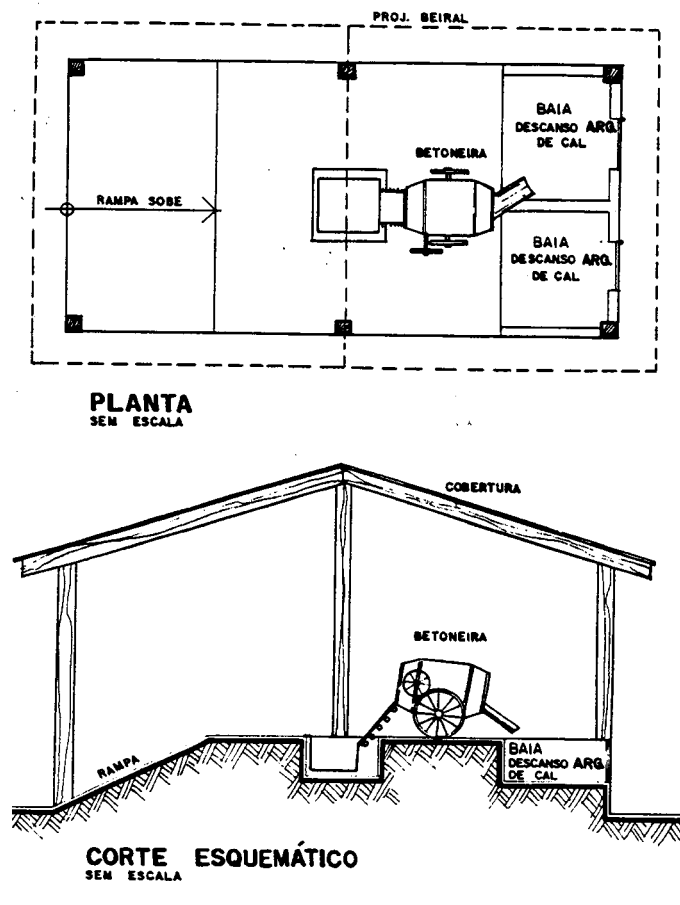 PROJ. BEIRAL
BAIA
DESCANSO ARG.
DE CAL
BETONEIRA
RAMPA SOBE
BAIA
DESCANSO ARG.
DE CAL
PLANTA
SEM ESCALA
COBERTURA
BETONEIRA
RAMPA
BAIA
DESCANSO ARG.
DE CAL
CORTE ESQUEMÁTICO
SEM ESCALA